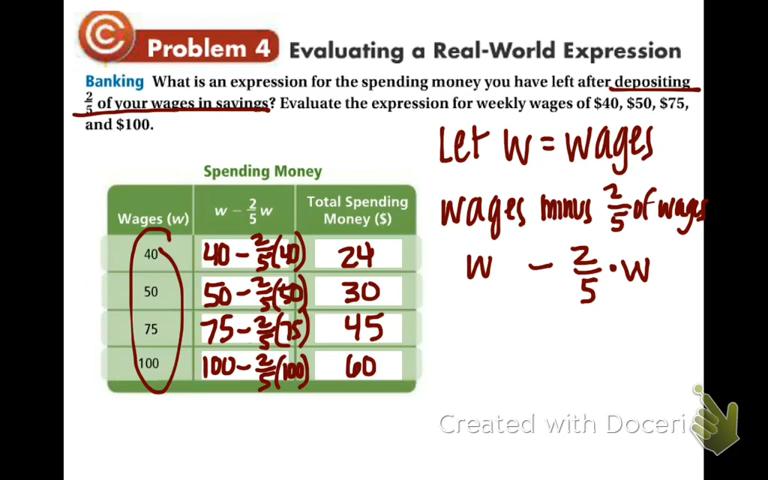 C Problem 4 Evaluating a Real-World Expression
Banking What is an expression for the spending money you have left after depositing
2/5 of your wages in savings? Evaluate the expression for weekly wages of $40, $50, $75,
and $100.
Let w = wages
wages minus 2/5 of wages
w - 2/5 · w
Spending Money
Wages (w) w − 2/5 w Total Spending Money ($)
40 40 - 2/5(40) 24
50 50 - 2/5(50) 30
75 75 - 2/5(75) 45
100 100 - 2/5(100) 60
Created with Doceri